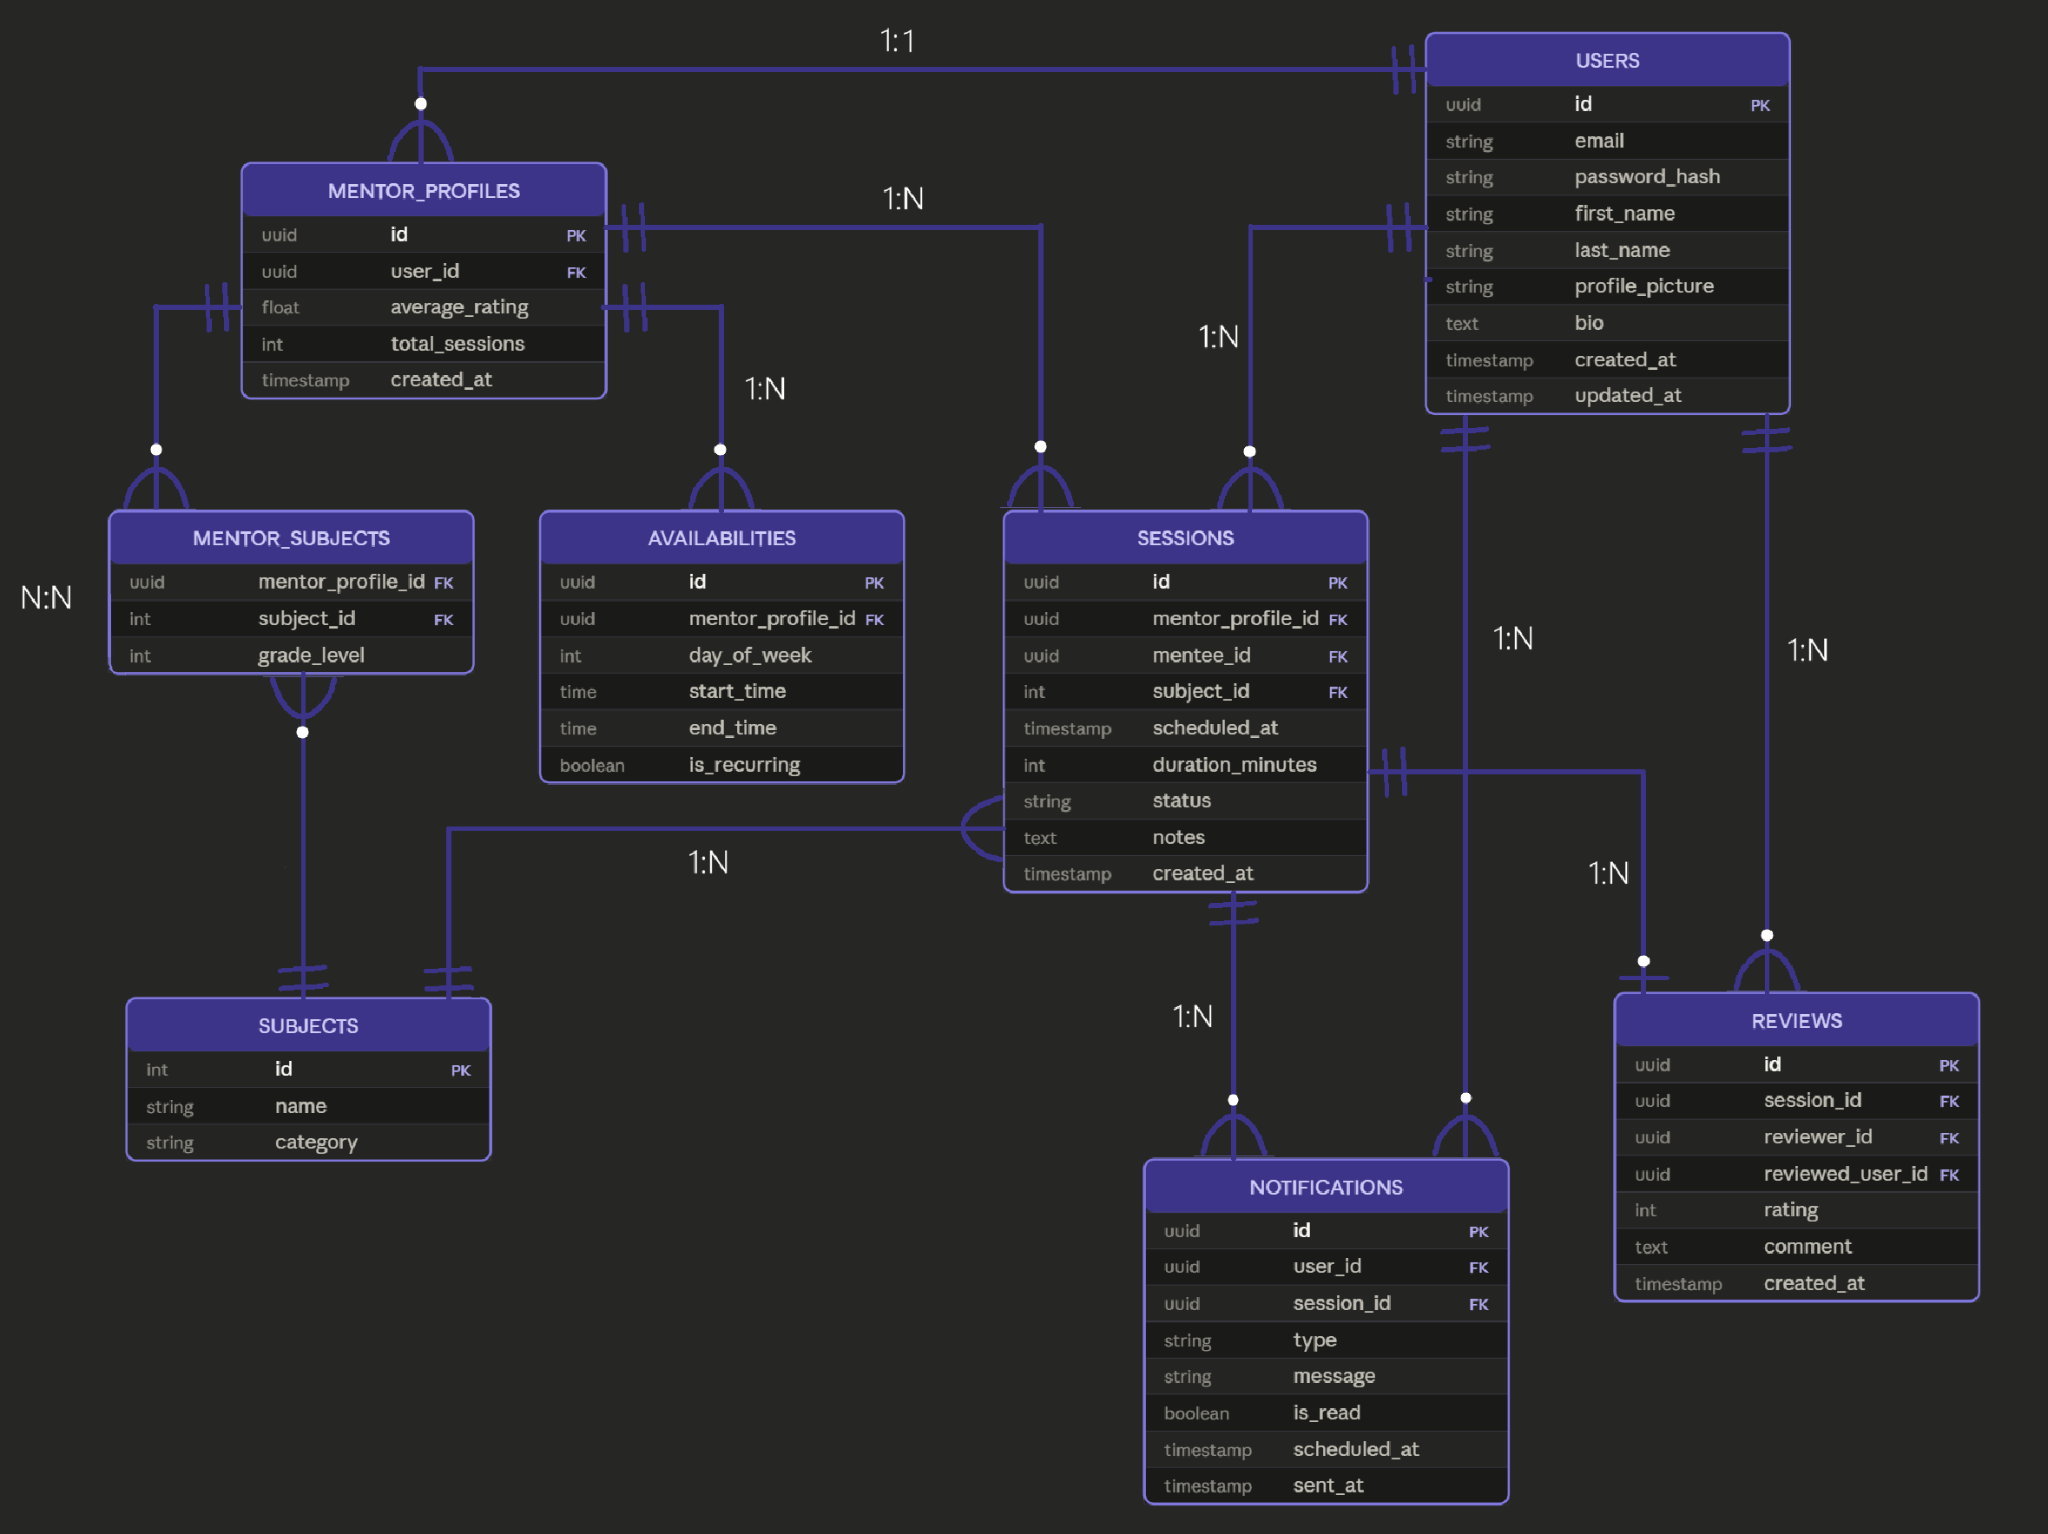 1:1
USERS
uuid id PK
string email
string password_hash
string first_name
string last_name
string profile_picture
text bio
timestamp created_at
timestamp updated_at
MENTOR_PROFILES
uuid id PK
uuid user_id FK
float average_rating
int total_sessions
timestamp created_at
1:N
1:N
1:N
MENTOR_SUBJECTS
uuid mentor_profile_id FK
int subject_id FK
int grade_level
N:N
AVAILABILITIES
uuid id PK
uuid mentor_profile_id FK
int day_of_week
time start_time
time end_time
boolean is_recurring
SESSIONS
uuid id PK
uuid mentor_profile_id FK
uuid mentee_id FK
int subject_id FK
timestamp scheduled_at
int duration_minutes
string status
text notes
timestamp created_at
1:N
1:N
1:N
1:N
1:N
SUBJECTS
int id PK
string name
string category
REVIEWS
uuid id PK
uuid session_id FK
uuid reviewer_id FK
uuid reviewed_user_id FK
int rating
text comment
timestamp created_at
NOTIFICATIONS
uuid id PK
uuid user_id FK
uuid session_id FK
string type
string message
boolean is_read
timestamp scheduled_at
timestamp sent_at